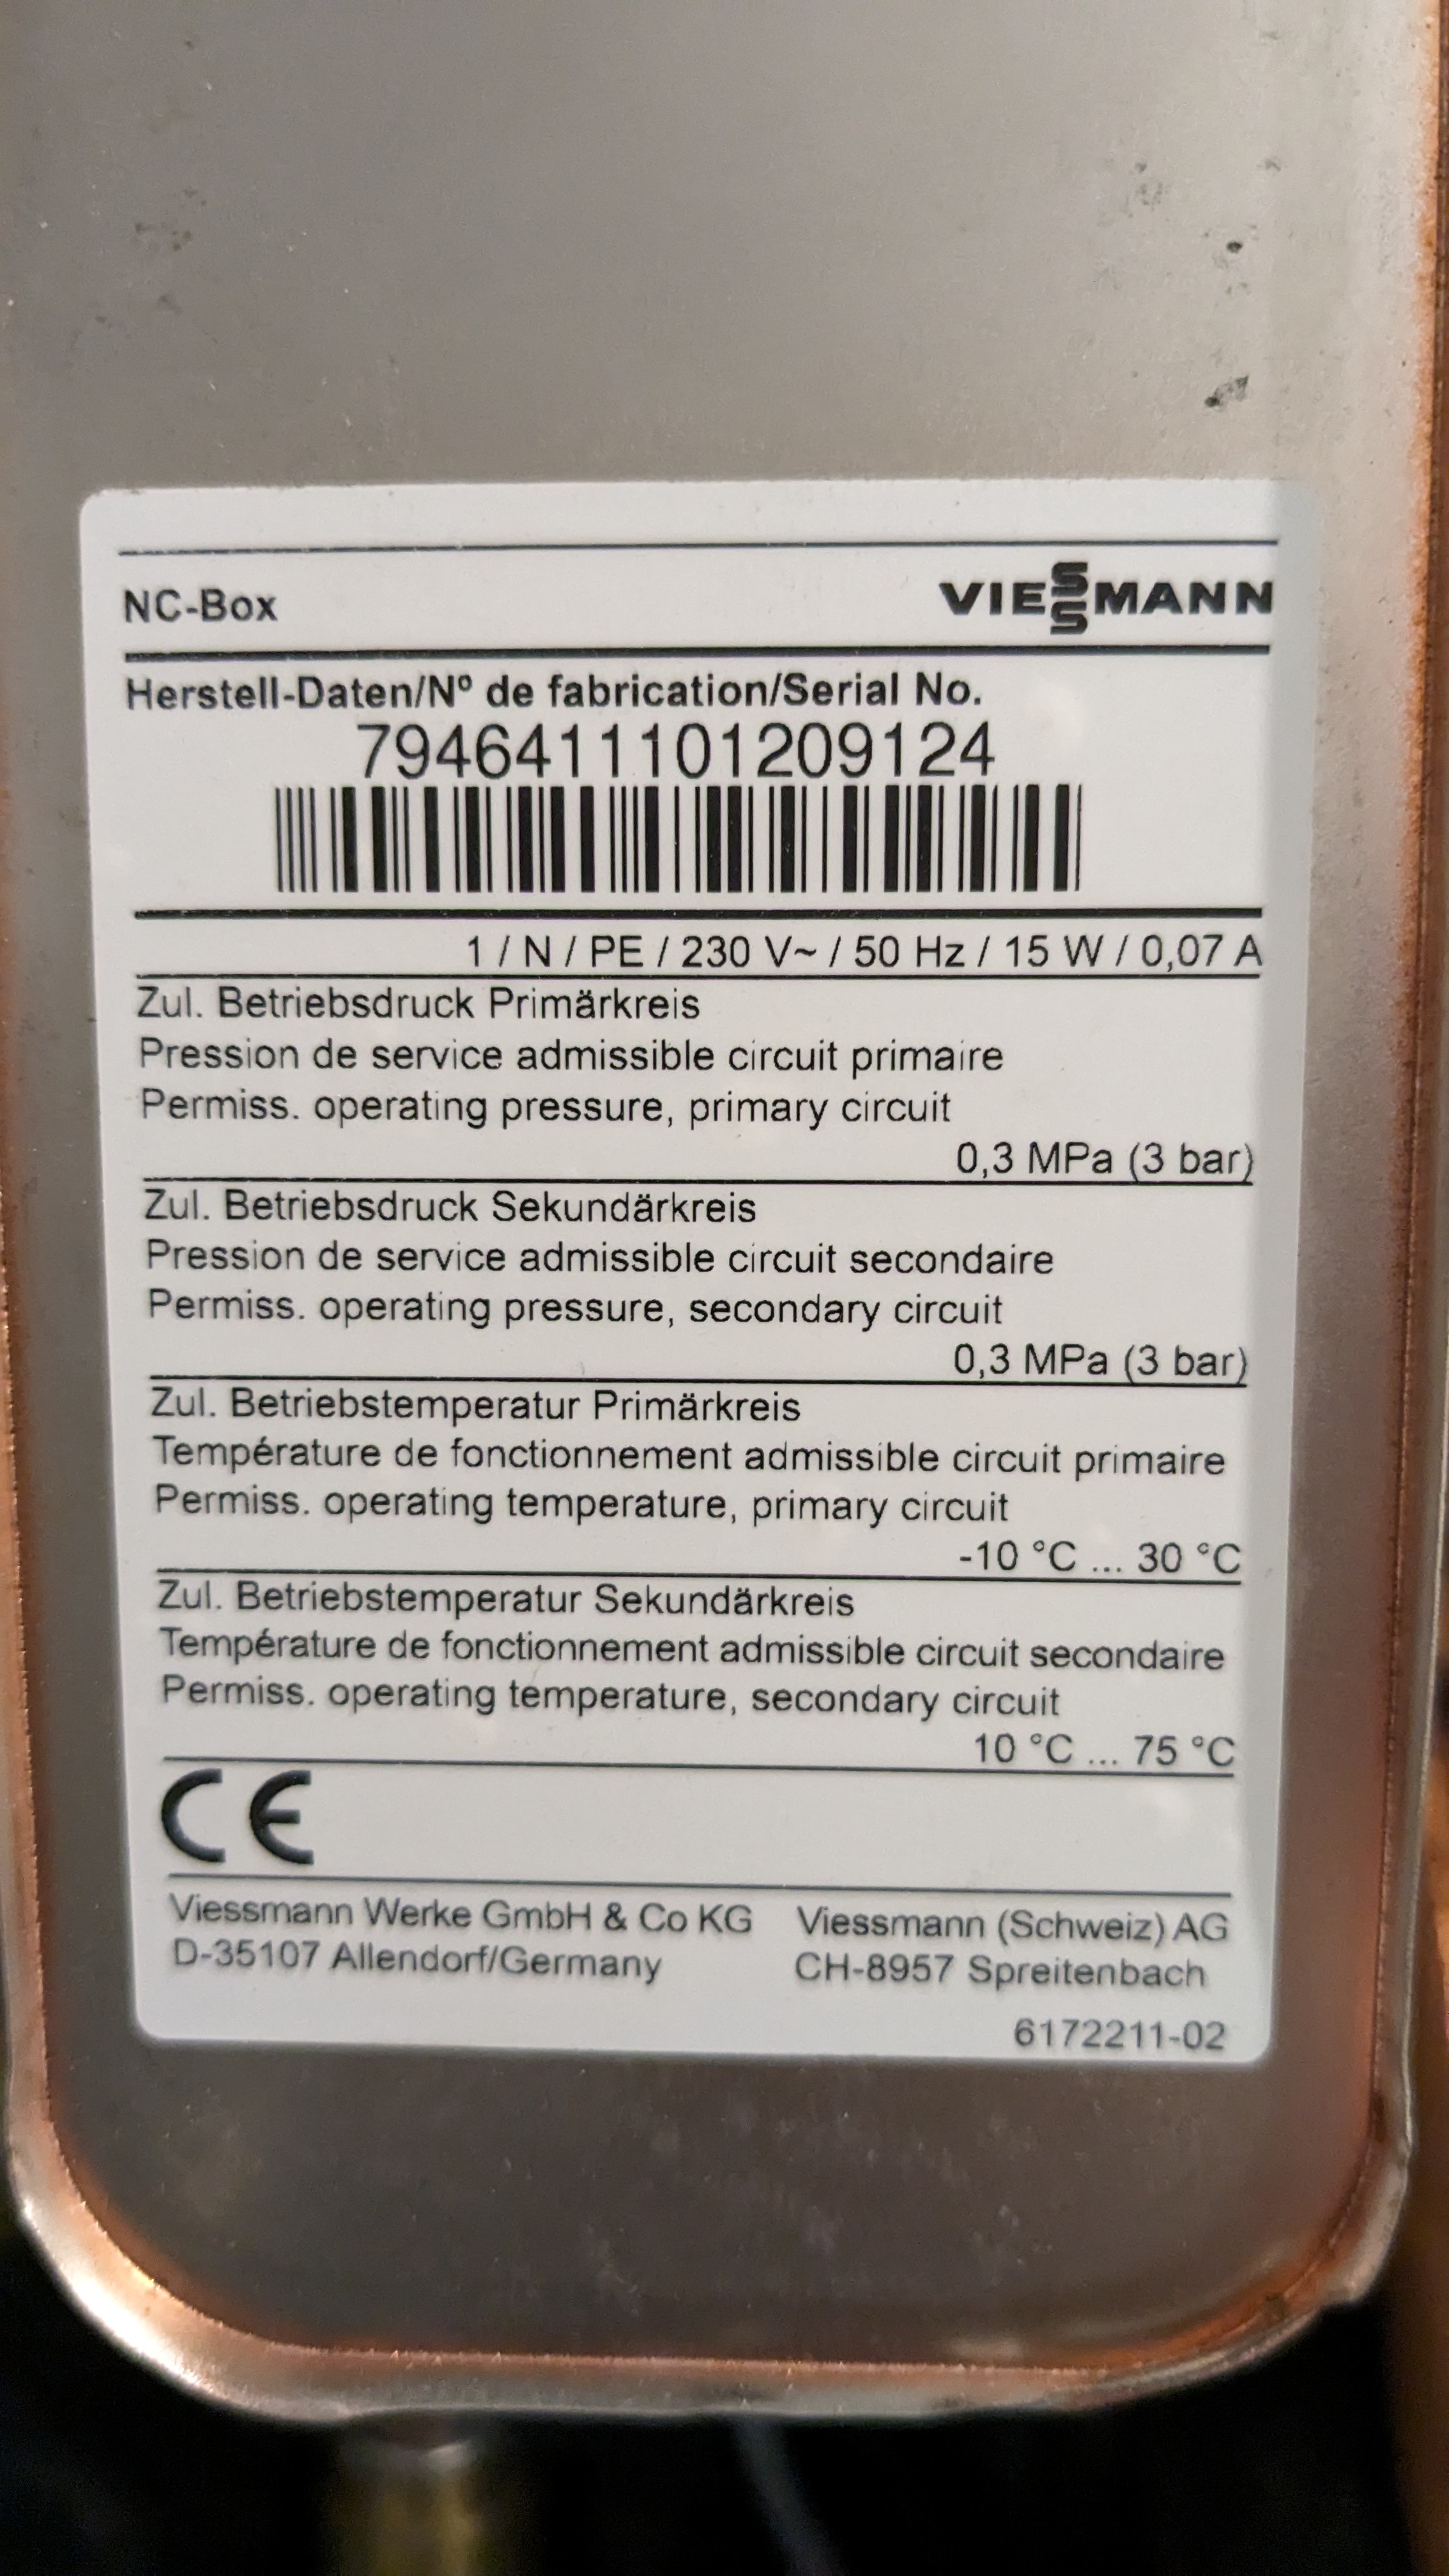 NC-Box VIESSMANN
Herstell-Daten/Nº de fabrication/Serial No.
7946411101209124
1 / N / PE / 230 V~ / 50 Hz / 15 W / 0,07 A
Zul. Betriebsdruck Primärkreis
Pression de service admissible circuit primaire
Permiss. operating pressure, primary circuit
0,3 MPa (3 bar)
Zul. Betriebsdruck Sekundärkreis
Pression de service admissible circuit secondaire
Permiss. operating pressure, secondary circuit
0,3 MPa (3 bar)
Zul. Betriebstemperatur Primärkreis
Température de fonctionnement admissible circuit primaire
Permiss. operating temperature, primary circuit
-10 °C ... 30 °C
Zul. Betriebstemperatur Sekundärkreis
Température de fonctionnement admissible circuit secondaire
Permiss. operating temperature, secondary circuit
10 °C ... 75 °C
CE
Viessmann Werke GmbH & Co KG Viessmann (Schweiz) AG
D-35107 Allendorf/Germany CH-8957 Spreitenbach
6172211-02